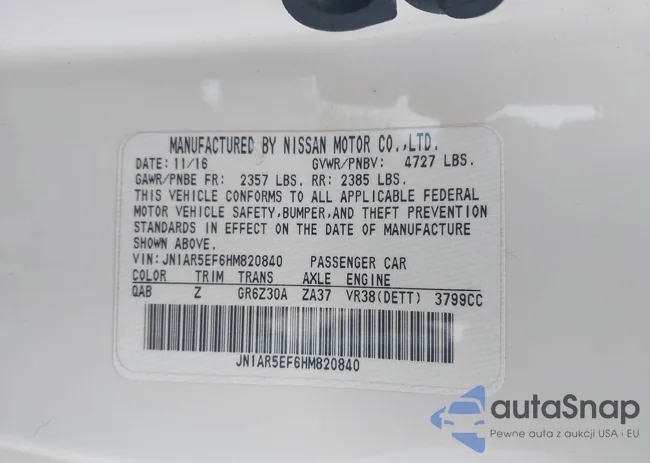 MANUFACTURED BY NISSAN MOTOR CO.,LTD.
DATE: 11/16 GVWR/PNBV: 4727 LBS.
GAWR/PNBE FR: 2357 LBS. RR: 2385 LBS.
THIS VEHICLE CONFORMS TO ALL APPLICABLE FEDERAL
MOTOR VEHICLE SAFETY,BUMPER,AND THEFT PREVENTION
STANDARDS IN EFFECT ON THE DATE OF MANUFACTURE
SHOWN ABOVE.
VIN: JN1AR5EF6HM820840 PASSENGER CAR
COLOR TRIM TRANS AXLE ENGINE
QAB Z GR6Z30A ZA37 VR38(DETT) 3799CC
JN1AR5EF6HM820840
autaSnap
Pewne auta z aukcji USA i EU